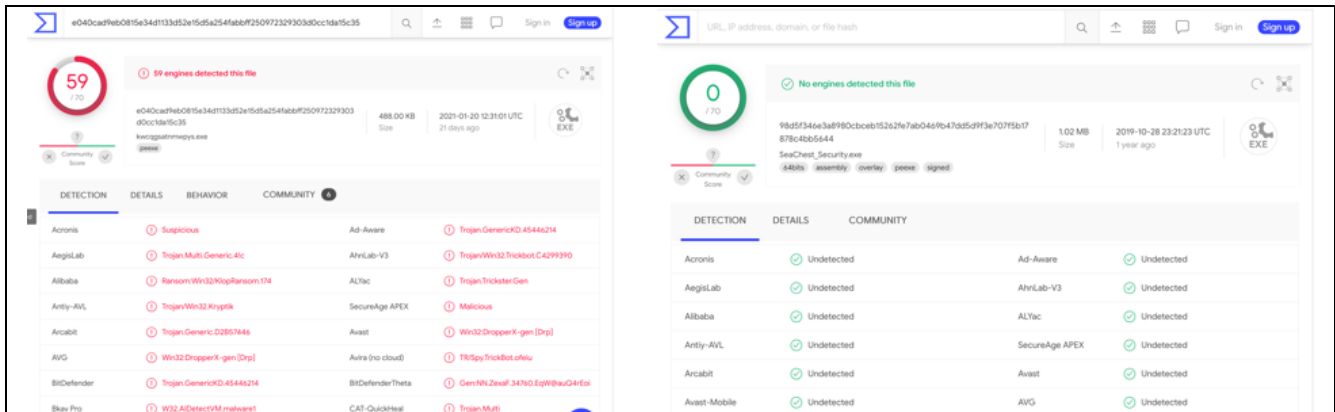 e040cad9eb0815e34d1133d52e15d5a254fabbff250972329303d0cc1da15c35
Sign in
Sign up
59
/ 70
59 engines detected this file
e040cad9eb0815e34d1133d52e15d5a254fabbff250972329303
d0cc1da15c35
kwcqgsatnmwpys.exe
peexe
488.00 KB
Size
2021-01-20 12:31:01 UTC
21 days ago
EXE
?
Community
Score
DETECTION DETAILS BEHAVIOR COMMUNITY 6
Acronis Suspicious Ad-Aware Trojan.GenericKD.45446214
AegisLab Trojan.Multi.Generic.4!c AhnLab-V3 Trojan/Win32.Trickbot.C4299390
Alibaba Ransom:Win32/KlopRansom.174 ALYac Trojan.Trickster.Gen
Antiy-AVL Trojan/Win32.Kryptik SecureAge APEX Malicious
Arcabit Trojan.Generic.D2B57446 Avast Win32:DropperX-gen [Drp]
AVG Win32:DropperX-gen [Drp] Avira (no cloud) TR/Spy.TrickBot.ofeiu
BitDefender Trojan.GenericKD.45446214 BitDefenderTheta Gen:NN.ZexaF.34760.EqW@auQ4rEoi
Bkav Pro W32.AIDetectVM.malware1 CAT-QuickHeal Trojan.Multi
URL, IP address, domain, or file hash
Sign in
Sign up
0
/ 70
No engines detected this file
98d5f346e3a8980cbceb15262fe7ab0469b47dd5d9f3e707f5b17
878c4bb5644
SeaChest_Security.exe
64bits assembly overlay peexe signed
1.02 MB
Size
2019-10-28 23:21:23 UTC
1 year ago
EXE
?
Community
Score
DETECTION DETAILS COMMUNITY
Acronis Undetected Ad-Aware Undetected
AegisLab Undetected AhnLab-V3 Undetected
Alibaba Undetected ALYac Undetected
Antiy-AVL Undetected SecureAge APEX Undetected
Arcabit Undetected Avast Undetected
Avast-Mobile Undetected AVG Undetected